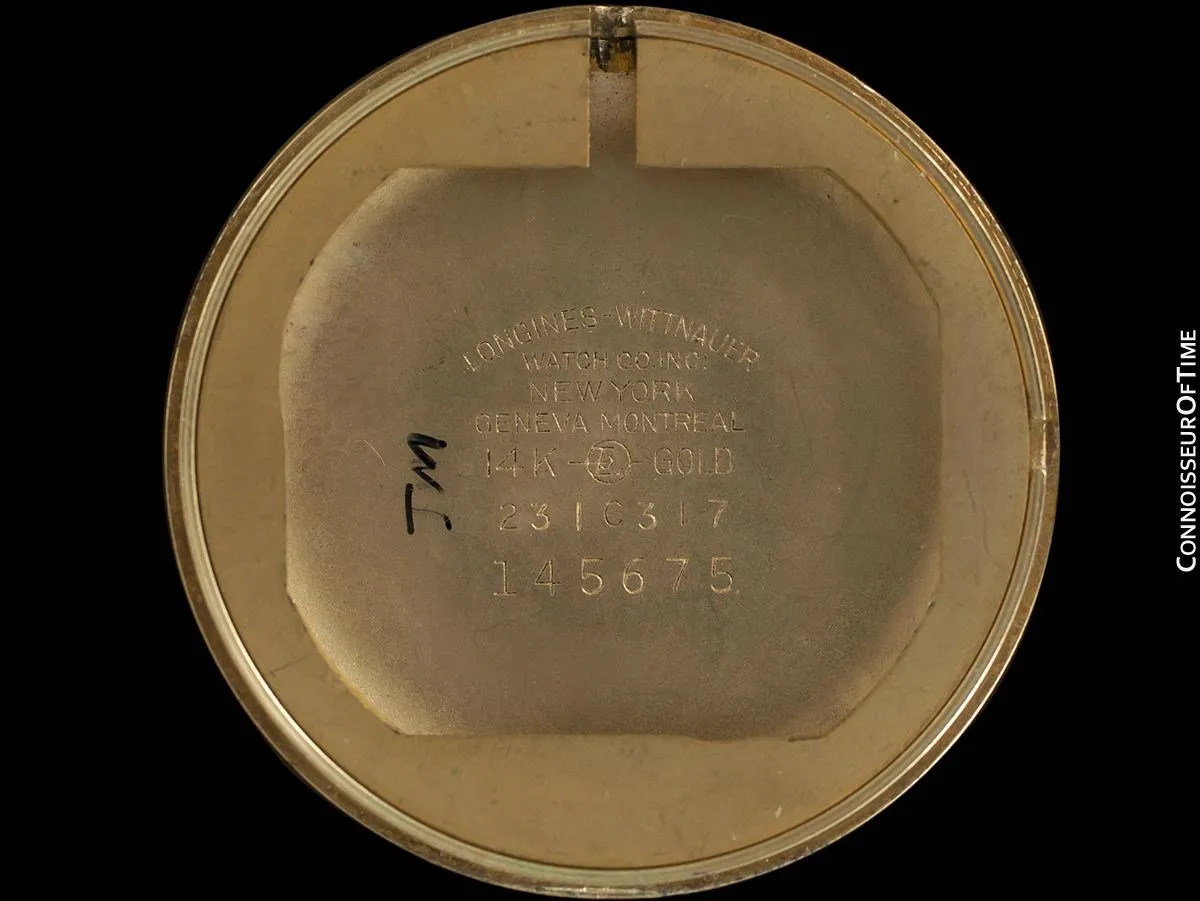 LONGINES-WITTNAUER
WATCH CO. INC.
NEW YORK
GENEVA MONTREAL
14K GOLD
231C317
145675
JM
CONNOISSEUROFTIME